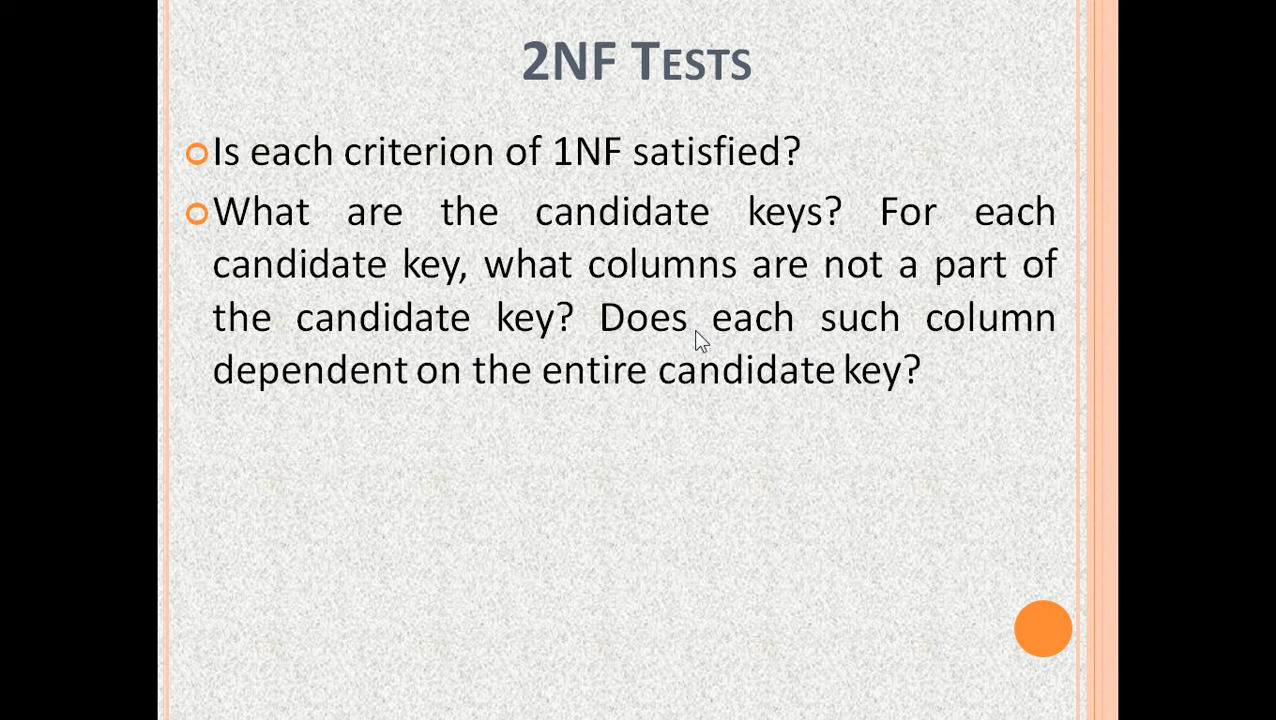 2NF TESTS
Is each criterion of 1NF satisfied?
What are the candidate keys? For each
candidate key, what columns are not a part of
the candidate key? Does each such column
dependent on the entire candidate key?